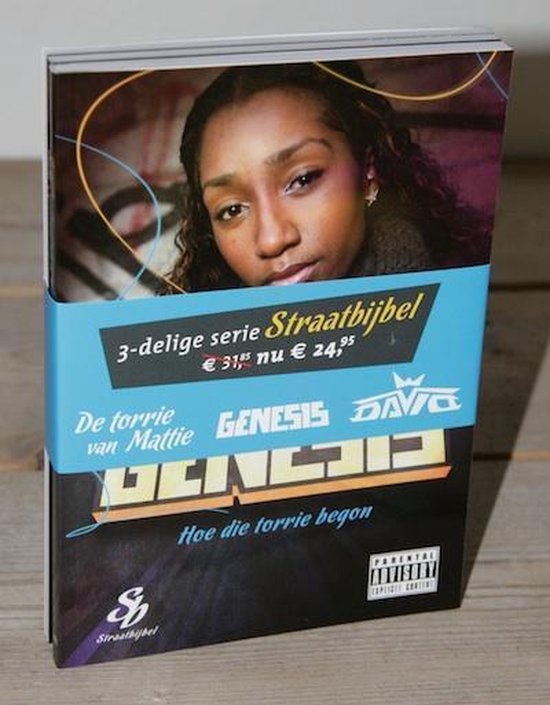 3-delige serie Straatbijbel
€ 31,85 nu € 24,95
De torrie
van Mattie
GENESIS
DAVID
GENESIS
Hoe die torrie begon
Sb
Straatbijbel
PARENTAL
ADVISORY
EXPLICIT CONTENT